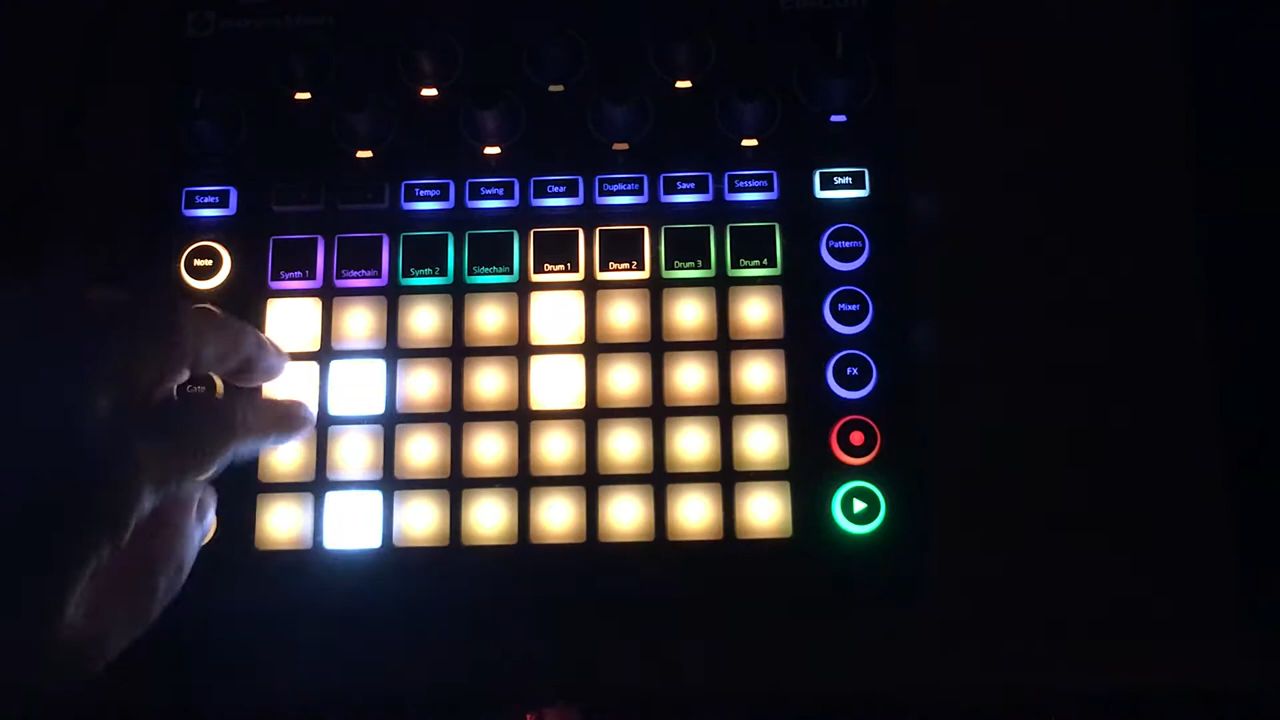 CIRCUIT
Scales
Tempo
Swing
Clear
Duplicate
Save
Sessions
Shift
Note
Synth 1
Sidechain
Synth 2
Sidechain
Drum 1
Drum 2
Drum 3
Drum 4
Patterns
Mixer
Gate
FX